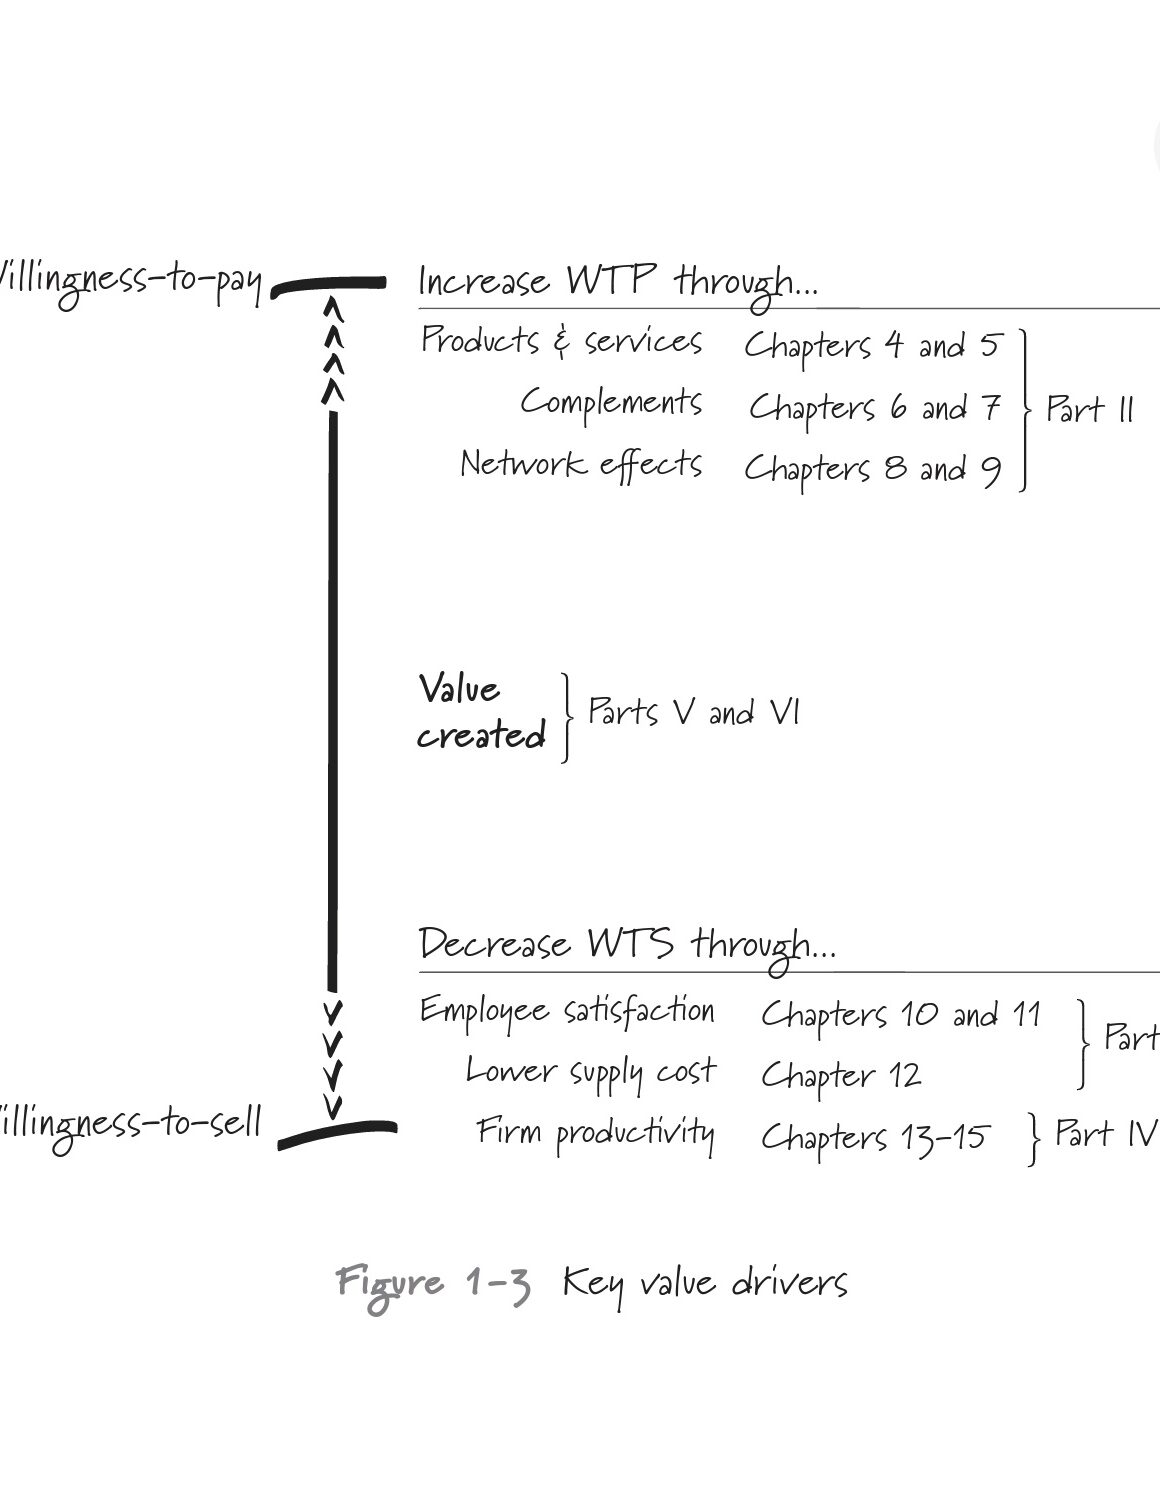 Willingness-to-pay
Increase WTP through...
Products & services Chapters 4 and 5
Complements Chapters 6 and 7
Part II
Network effects Chapters 8 and 9
Value
created
Parts V and VI
Decrease WTS through...
Employee satisfaction Chapters 10 and 11
Part
Lower supply cost Chapter 12
Willingness-to-sell
Firm productivity Chapters 13–15
Part IV
Figure 1-3 Key value drivers